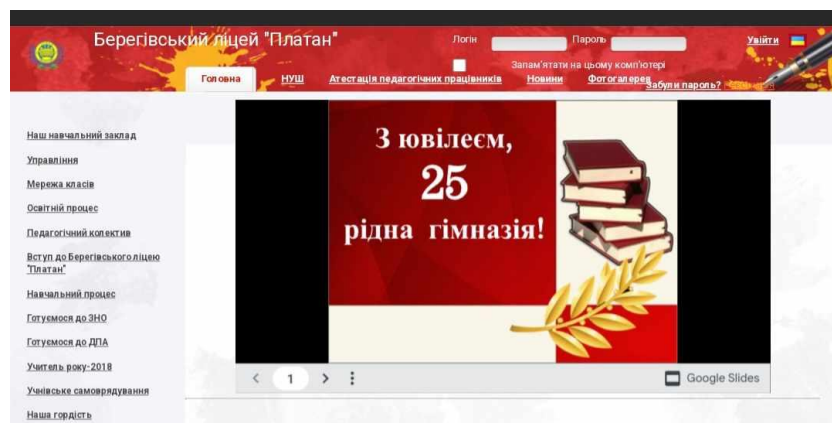 Берегівський ліцей "Платан"
Логін
Пароль
Увійти
Запам'ятати на цьому комп'ютері
Забули пароль?
Головна
НУШ
Атестація педагогічних працівників
Новини
Фотогалерея
Наш навчальний заклад
Управління
Мережа класів
Освітній процес
Педагогічний колектив
Вступ до Берегівського ліцею
"Платан"
Навчальний процес
Готуємося до ЗНО
Готуємося до ДПА
Учитель року-2018
Учнівське самоврядування
Наша гордість
З ювілеєм,
25
рідна гімназія!
1
Google Slides